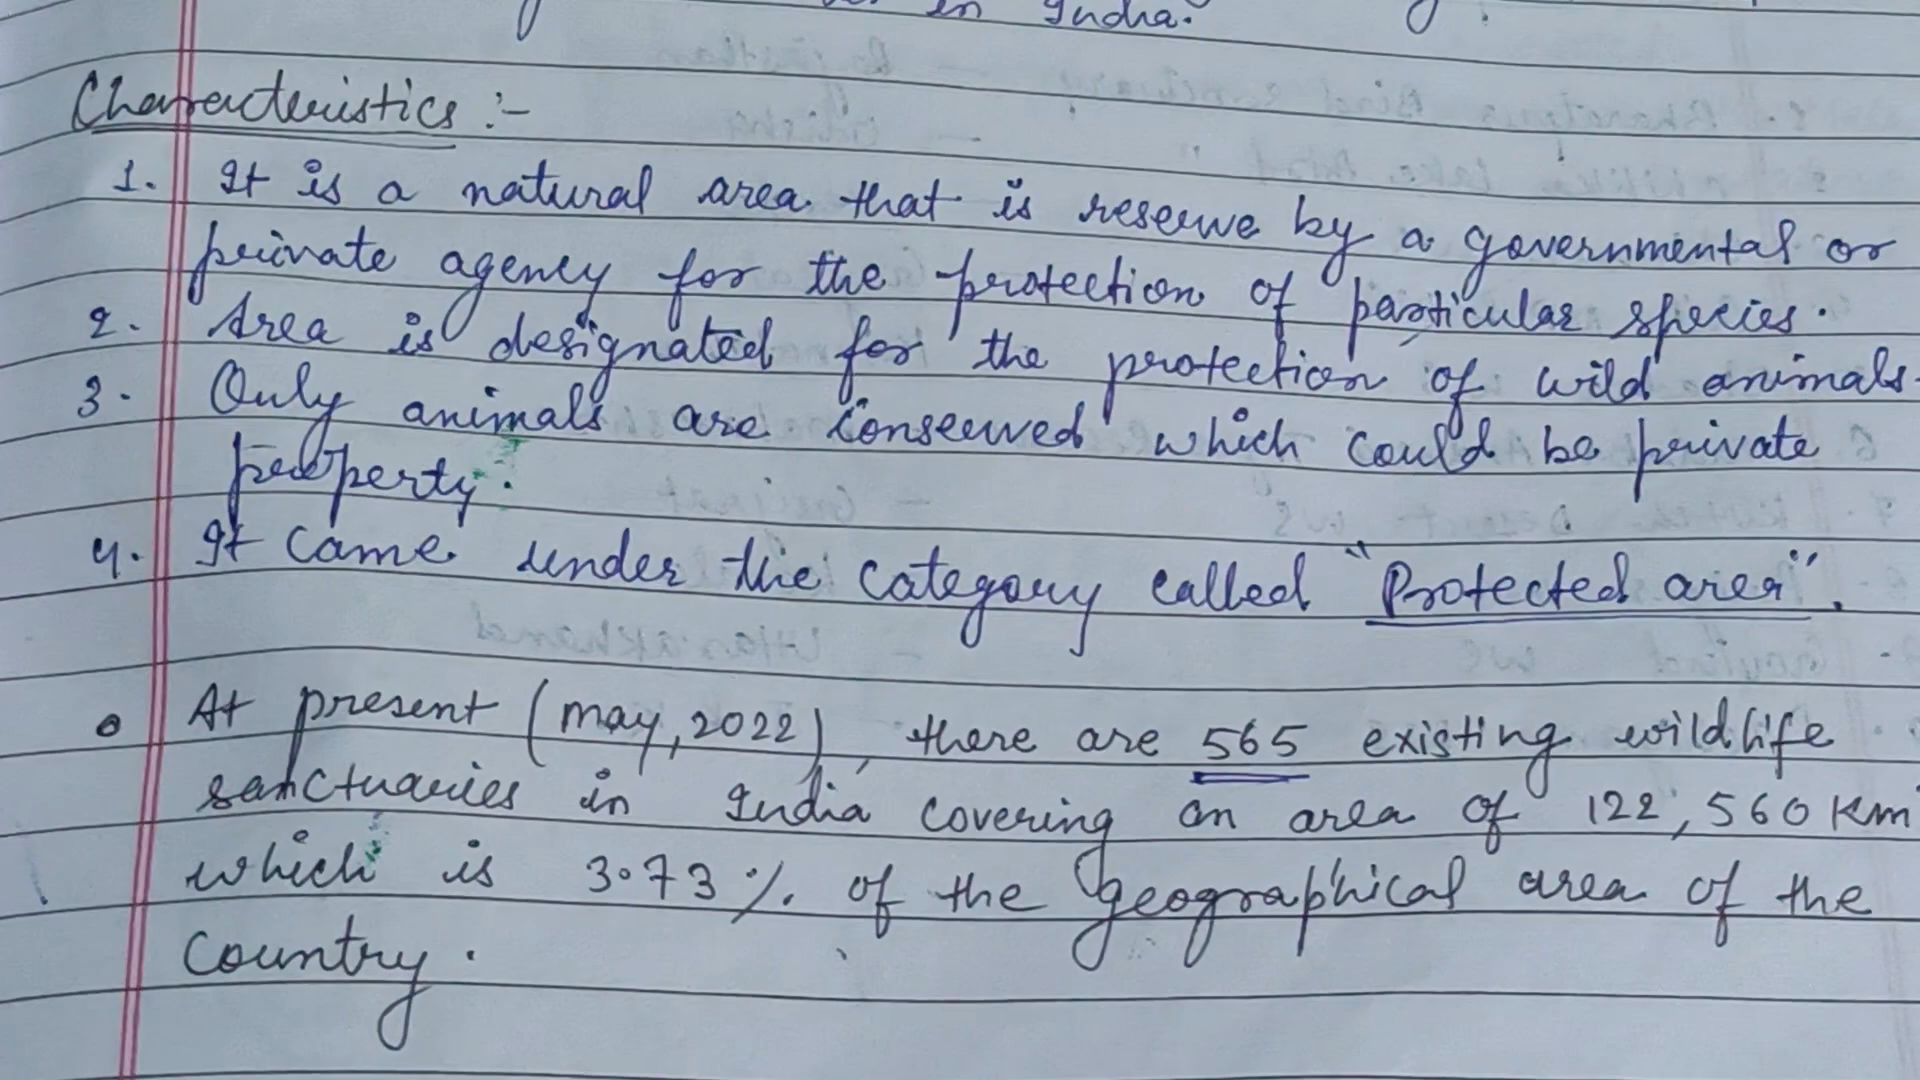 in India.
Characteristics :-
1. It is a natural area that is reserve by a governmental or
private agency for the protection of particular species.
2. Area is designated for the protection of wild animals.
3. Only animals are conserved which could be private
property.
4. It came under the category called "Protected area".
At present (may, 2022), there are 565 existing wildlife
sanctuaries in India covering an area of 122,560 Km
which is 3.73 % of the geographical area of the
Country.